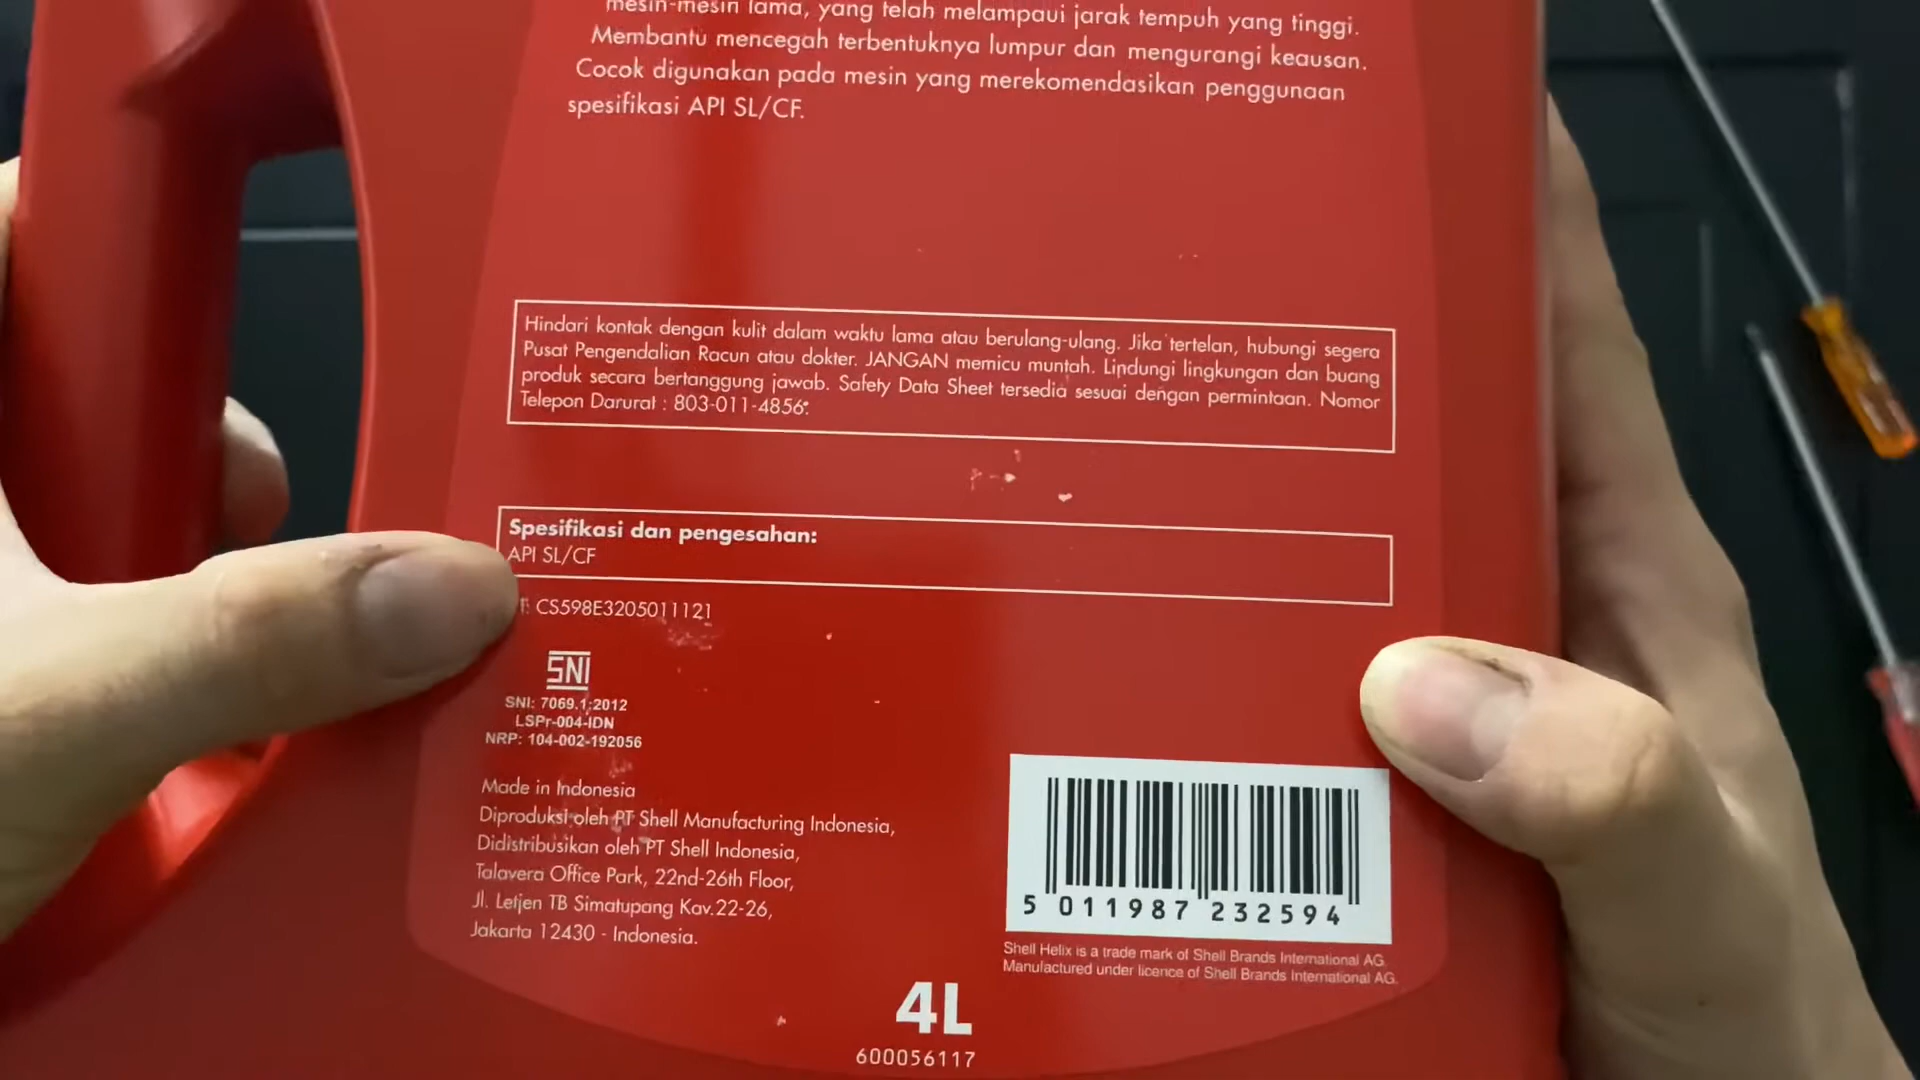 mesin-mesin lama, yang telah melampaui jarak tempuh yang tinggi.
Membantu mencegah terbentuknya lumpur dan mengurangi keausan.
Cocok digunakan pada mesin yang merekomendasikan penggunaan
spesifikasi API SL/CF.
Hindari kontak dengan kulit dalam waktu lama atau berulang-ulang. Jika tertelan, hubungi segera
Pusat Pengendalian Racun atau dokter. JANGAN memicu muntah. Lindungi lingkungan dan buang
produk secara bertanggung jawab. Safety Data Sheet tersedia sesuai dengan permintaan. Nomor
Telepon Darurat : 803-011-4856*.
Spesifikasi dan pengesahan:
API SL/CF
CS598E3205011121
SNI
SNI: 7069.1:2012
LSPr-004-IDN
NRP: 104-002-192056
Made in Indonesia
Diproduksi oleh PT Shell Manufacturing Indonesia,
Didistribusikan oleh PT Shell Indonesia,
Talavera Office Park, 22nd-26th Floor,
Jl. Letjen TB Simatupang Kav.22-26,
Jakarta 12430 - Indonesia.
5 011987 232594
Shell Helix is a trade mark of Shell Brands International AG.
Manufactured under licence of Shell Brands International AG.
4L
600056117